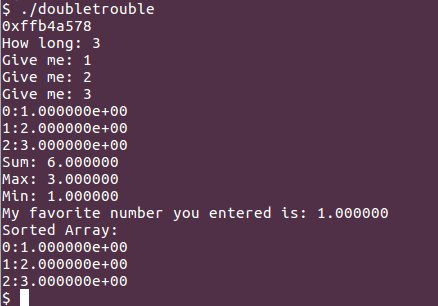 $ ./doubletrouble
0xffb4a578
How long: 3
Give me: 1
Give me: 2
Give me: 3
0:1.000000e+00
1:2.000000e+00
2:3.000000e+00
Sum: 6.000000
Max: 3.000000
Min: 1.000000
My favorite number you entered is: 1.000000
Sorted Array:
0:1.000000e+00
1:2.000000e+00
2:3.000000e+00
$